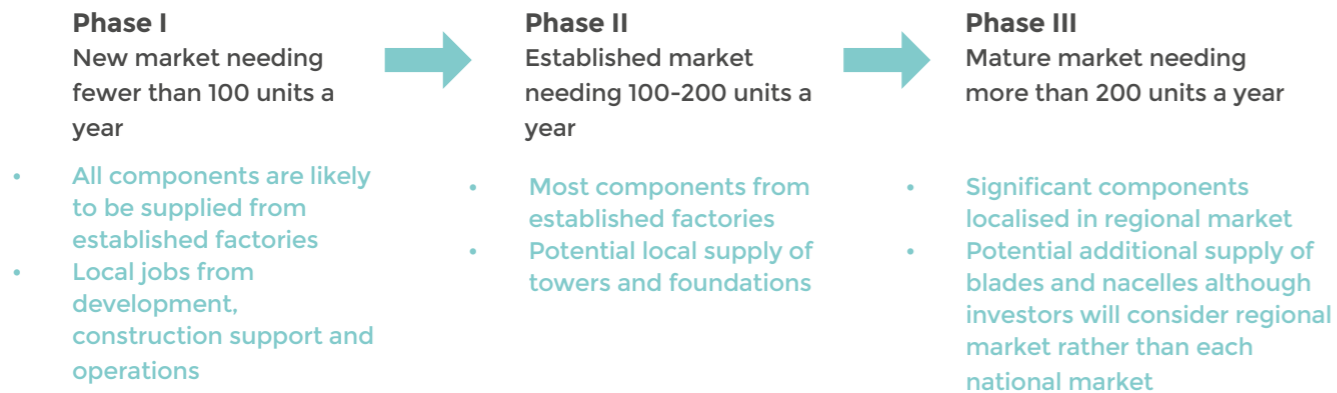 Phase I
New market needing
fewer than 100 units a
year
• All components are likely
to be supplied from
established factories
• Local jobs from
development,
construction support and
operations
Phase II
Established market
needing 100-200 units a
year
• Most components from
established factories
• Potential local supply of
towers and foundations
Phase III
Mature market needing
more than 200 units a year
• Significant components
localised in regional market
• Potential additional supply of
blades and nacelles although
investors will consider regional
market rather than each
national market